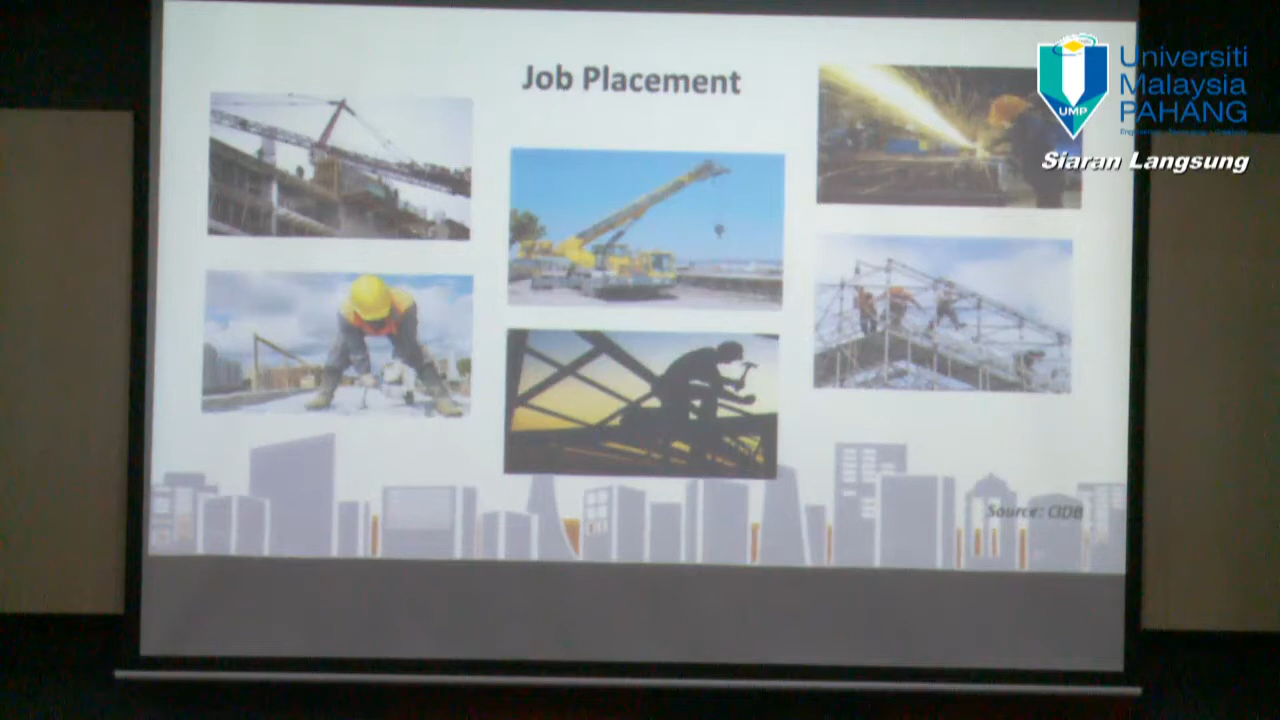 Job Placement
Universiti
Malaysia
PAHANG
UMP
Siaran Langsung
Source: CIDB